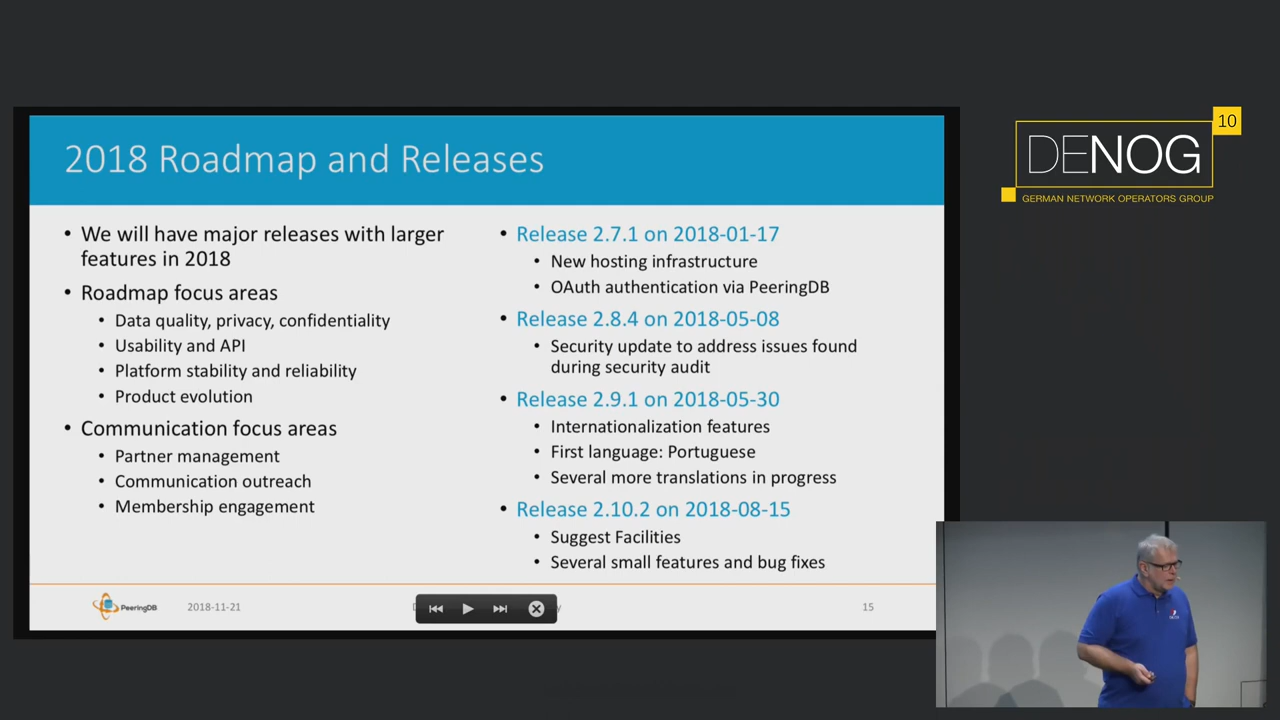 2018 Roadmap and Releases
• We will have major releases with larger
features in 2018
• Roadmap focus areas
• Data quality, privacy, confidentiality
• Usability and API
• Platform stability and reliability
• Product evolution
• Communication focus areas
• Partner management
• Communication outreach
• Membership engagement
• Release 2.7.1 on 2018-01-17
• New hosting infrastructure
• OAuth authentication via PeeringDB
• Release 2.8.4 on 2018-05-08
• Security update to address issues found
during security audit
• Release 2.9.1 on 2018-05-30
• Internationalization features
• First language: Portuguese
• Several more translations in progress
• Release 2.10.2 on 2018-08-15
• Suggest Facilities
• Several small features and bug fixes
PeeringDB
2018-11-21
15
10
DENOG
GERMAN NETWORK OPERATORS GROUP